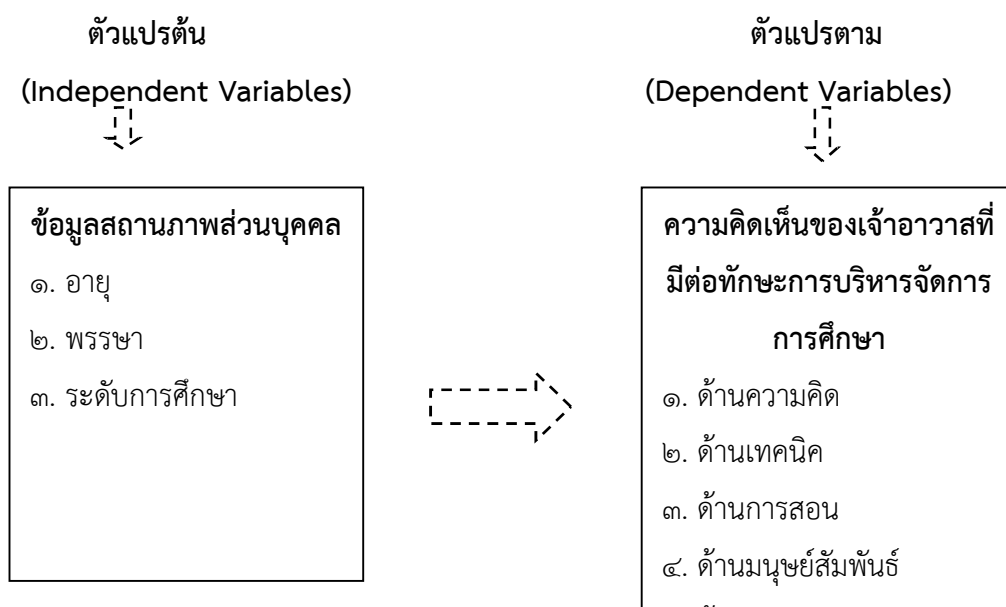 ตัวแปรต้น
(Independent Variables)
ข้อมูลสถานภาพส่วนบุคคล
๑. อายุ
๒. พรรษา
๓. ระดับการศึกษา
ตัวแปรตาม
(Dependent Variables)
ความคิดเห็นของเจ้าอาวาสที่
มีต่อทักษะการบริหารจัดการ
การศึกษา
๑. ด้านความคิด
๒. ด้านเทคนิค
๓. ด้านการสอน
๔. ด้านมนุษย์สัมพันธ์